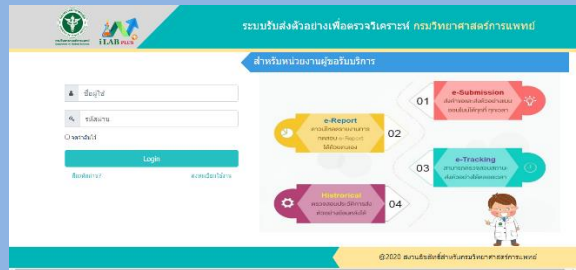 iLAB PLUS
ระบบรับส่งตัวอย่างเพื่อตรวจวิเคราะห์ กรมวิทยาศาสตร์การแพทย์
สำหรับหน่วยงานผู้ขอรับบริการ
ชื่อผู้ใช้
รหัสผ่าน
จดจำฉันไว้
Login
ลืมรหัสผ่าน?
ลงทะเบียนใช้งาน
01
e-Submission
e-Report
02
03
e-Tracking
Histrorical
04
@2020 สงวนลิขสิทธิ์สำหรับกรมวิทยาศาสตร์การแพทย์